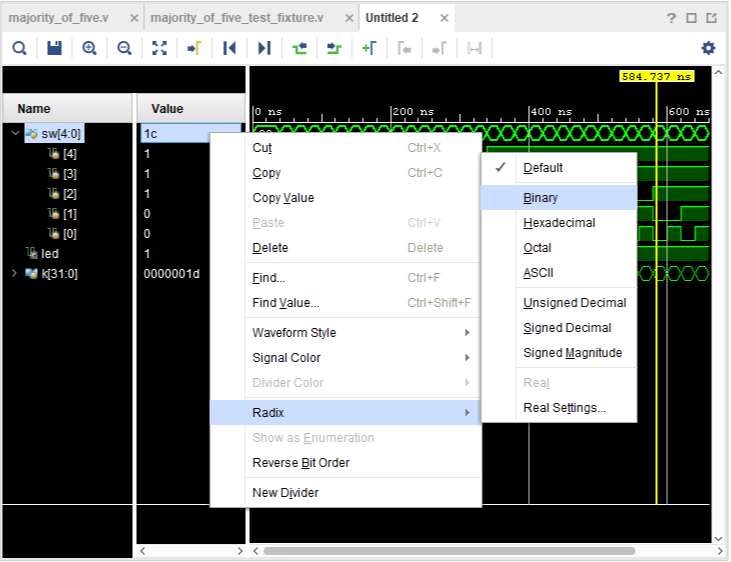 majority_of_five.v × majority_of_five_test_fixture.v × Untitled 2 ×
584.737 ns
Name Value
0 ns 200 ns 400 ns 600 ns
sw[4:0] 1c
[4] 1
[3] 1
[2] 1
[1] 0
[0] 0
led 1
k[31:0] 0000001d
Cut Ctrl+X
Copy Ctrl+C
Copy Value
Paste Ctrl+V
Delete Delete
Find... Ctrl+F
Find Value... Ctrl+Shift+F
Waveform Style
Signal Color
Divider Color
Radix
Show as Enumeration
Reverse Bit Order
New Divider
Default
Binary
Hexadecimal
Octal
ASCII
Unsigned Decimal
Signed Decimal
Signed Magnitude
Real
Real Settings...